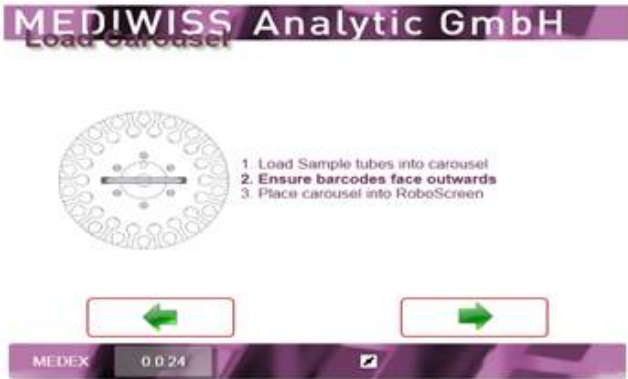 MEDIWISS Analytic GmbH
Load Carousel
1. Load Sample tubes into carousel
2. Ensure barcodes face outwards
3. Place carousel into RoboScreen
MEDEX 0.0.24